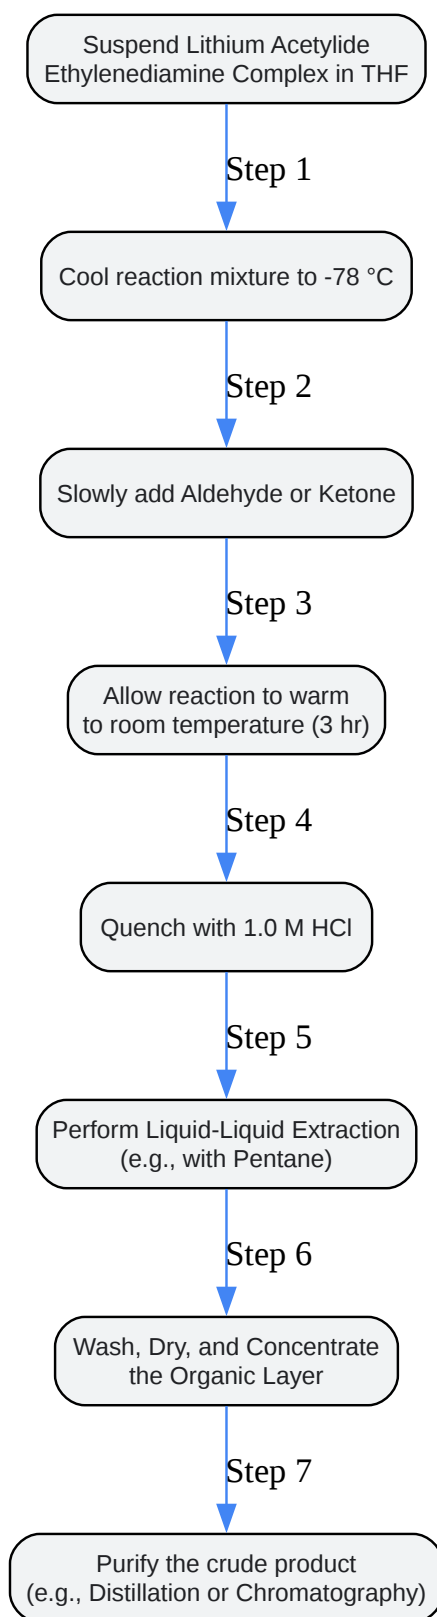 Suspend Lithium Acetylide
Ethylenediamine Complex in THF
Step 1
Cool reaction mixture to -78 °C
Step 2
Slowly add Aldehyde or Ketone
Step 3
Allow reaction to warm
to room temperature (3 hr)
Step 4
Quench with 1.0 M HCl
Step 5
Perform Liquid-Liquid Extraction
(e.g., with Pentane)
Step 6
Wash, Dry, and Concentrate
the Organic Layer
Step 7
Purify the crude product
(e.g., Distillation or Chromatography)